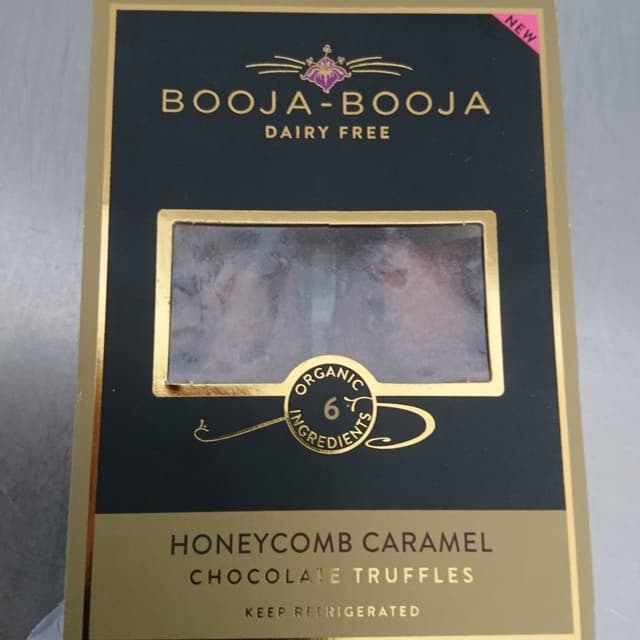 NEW
BOOJA-BOOJA
DAIRY FREE
ORGANIC
6
INGREDIENTS
HONEYCOMB CARAMEL
CHOCOLATE TRUFFLES
KEEP REFRIGERATED